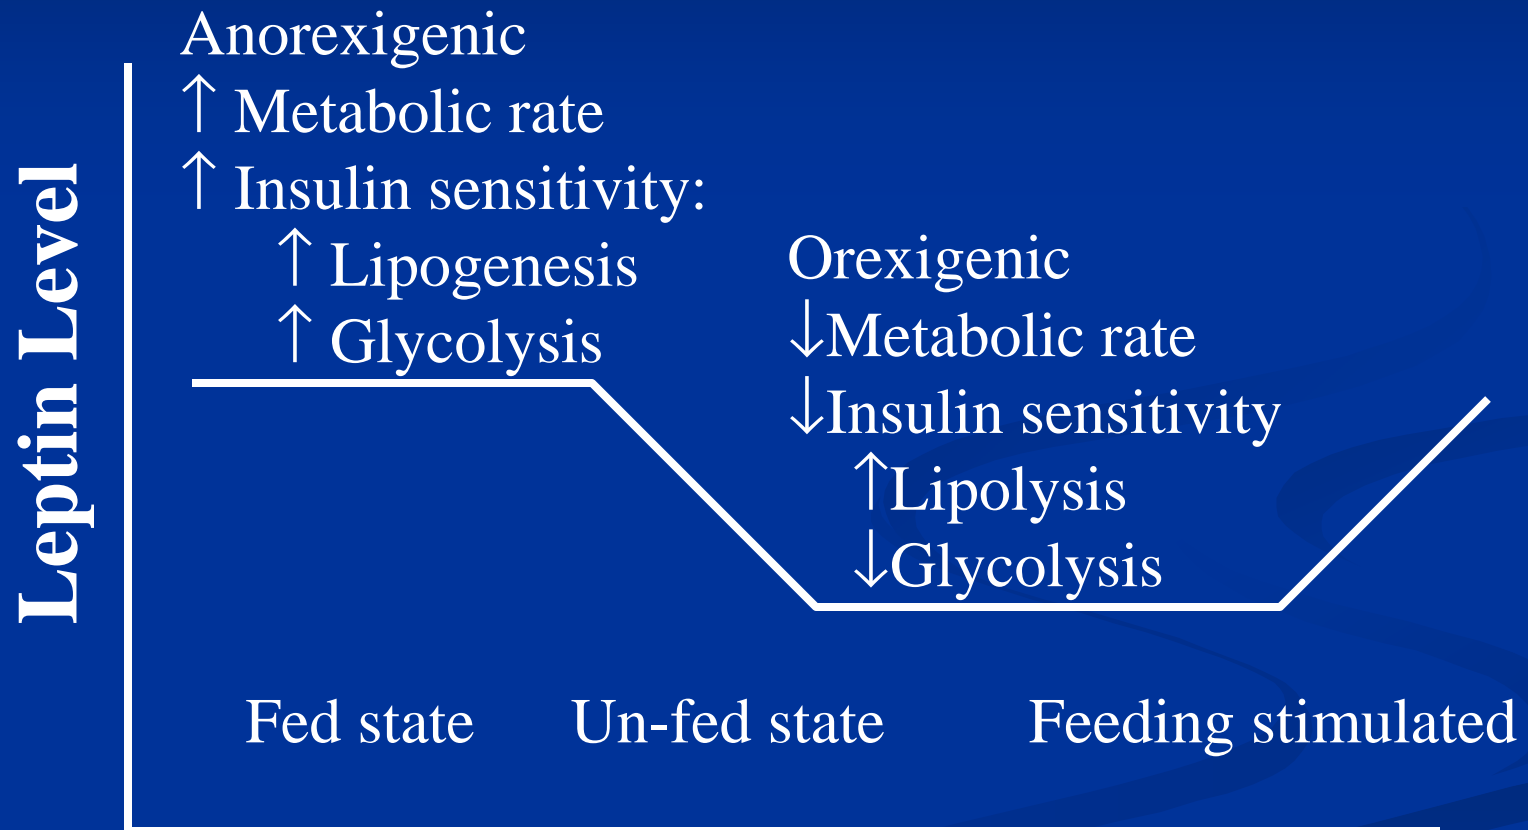 Leptin Level
Anorexigenic
↑ Metabolic rate
↑ Insulin sensitivity:
↑ Lipogenesis
↑ Glycolysis
Orexigenic
↓Metabolic rate
↓Insulin sensitivity
↑Lipolysis
↓Glycolysis
Fed state
Un-fed state
Feeding stimulated